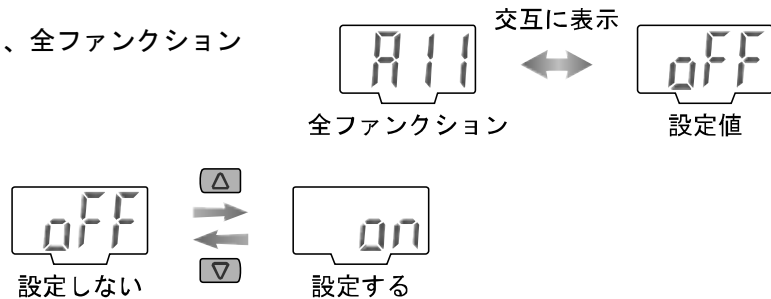 交互に表示
、全ファンクション
A11 oFF
全ファンクション 設定値
oFF on
設定しない 設定する